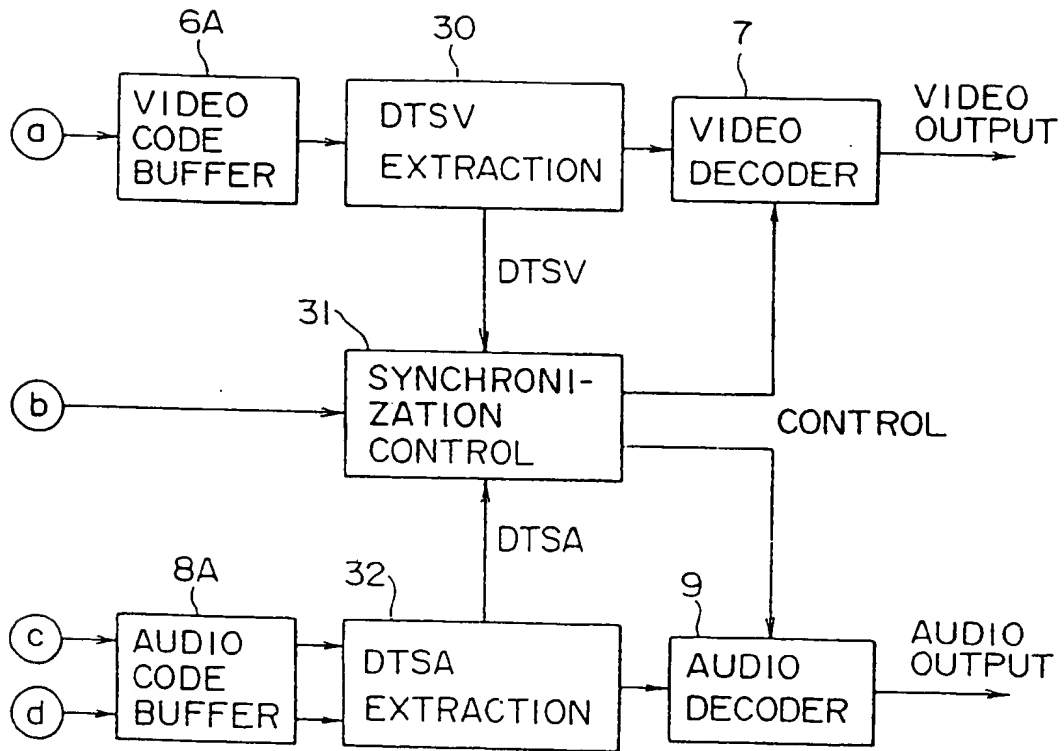 6A
30
7
a
VIDEO
CODE
BUFFER
DTSV
EXTRACTION
VIDEO
DECODER
VIDEO
OUTPUT
DTSV
31
b
SYNCHRONI-
ZATION
CONTROL
CONTROL
DTSA
8A
32
9
c
d
AUDIO
CODE
BUFFER
DTSA
EXTRACTION
AUDIO
DECODER
AUDIO
OUTPUT